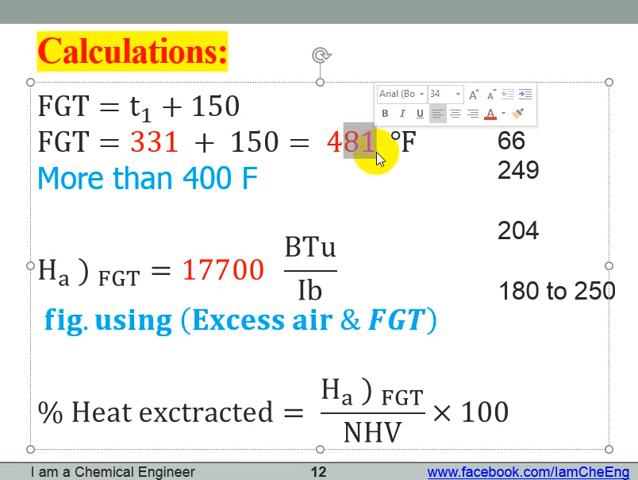 Calculations:
FGT = t₁ + 150
Arial (Bo 34 A A
B I U A
FGT = 331 + 150 = 481 °F
66
More than 400 F
249
204
Hₐ ) FGT = 17700 BTu / Ib
180 to 250
fig. using (Excess air & FGT)
% Heat exctracted = Hₐ ) FGT / NHV × 100
I am a Chemical Engineer
12
www.facebook.com/IamCheEng